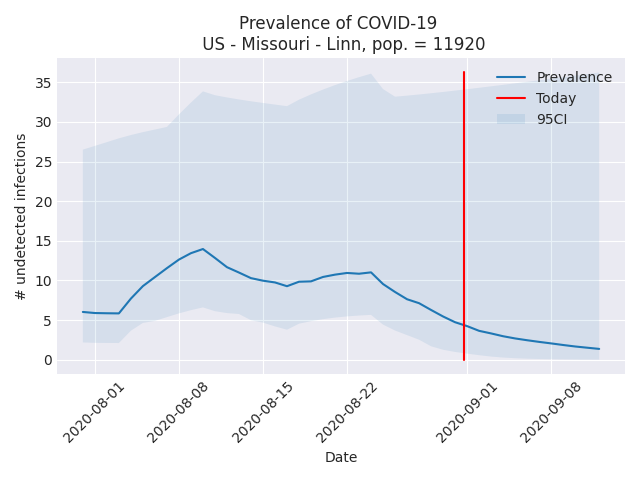 Prevalence of COVID-19
US - Missouri - Linn, pop. = 11920
# undetected infections
35
30
25
20
15
10
5
0
Prevalence
Today
95CI
2020-08-01
2020-08-08
2020-08-15
2020-08-22
2020-09-01
2020-09-08
Date